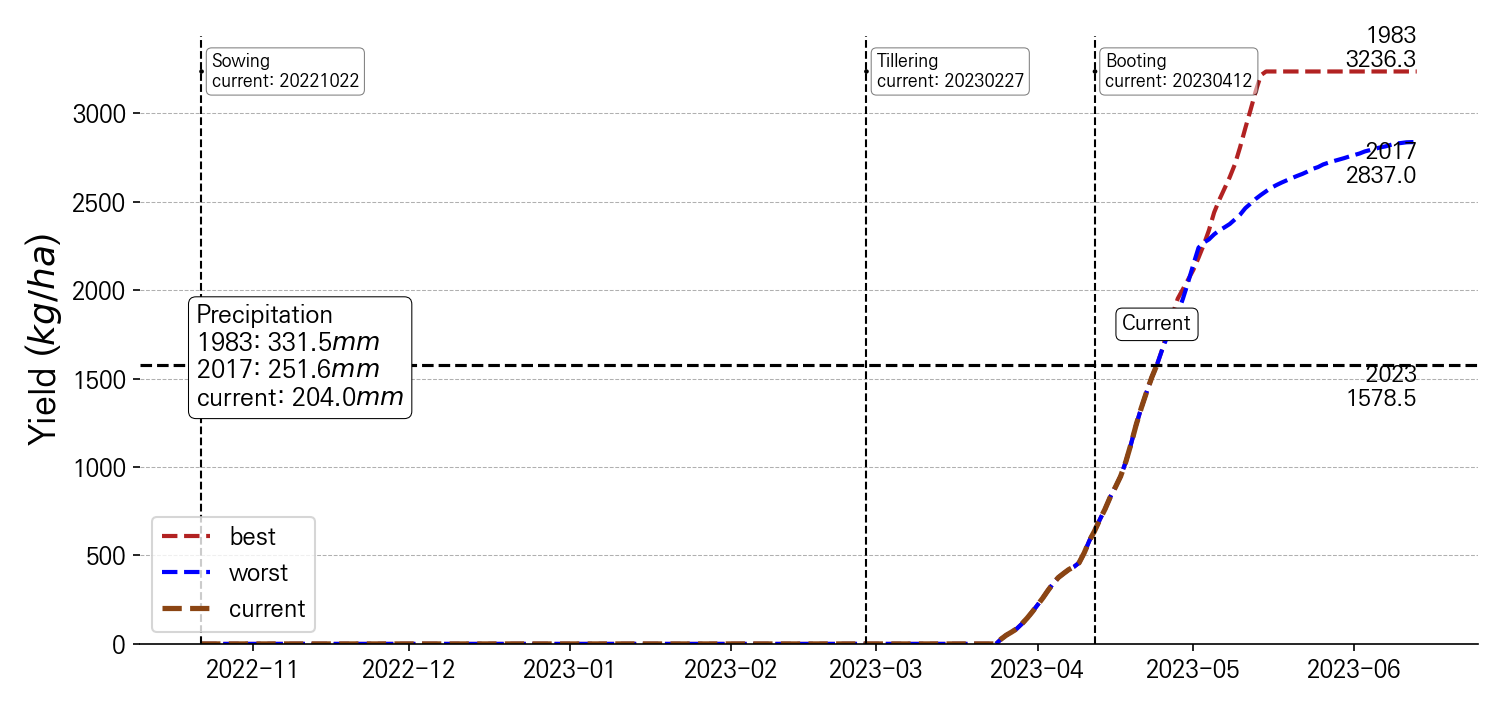 1983
3236.3
Sowing
current: 20221022
Tillering
current: 20230227
Booting
current: 20230412
3000
2017
2837.0
2500
2000
Yield (kg/ha)
Precipitation
1983: 331.5mm
2017: 251.6mm
current: 204.0mm
Current
1500
2023
1578.5
1000
500
0
best
worst
current
2022-11
2022-12
2023-01
2023-02
2023-03
2023-04
2023-05
2023-06